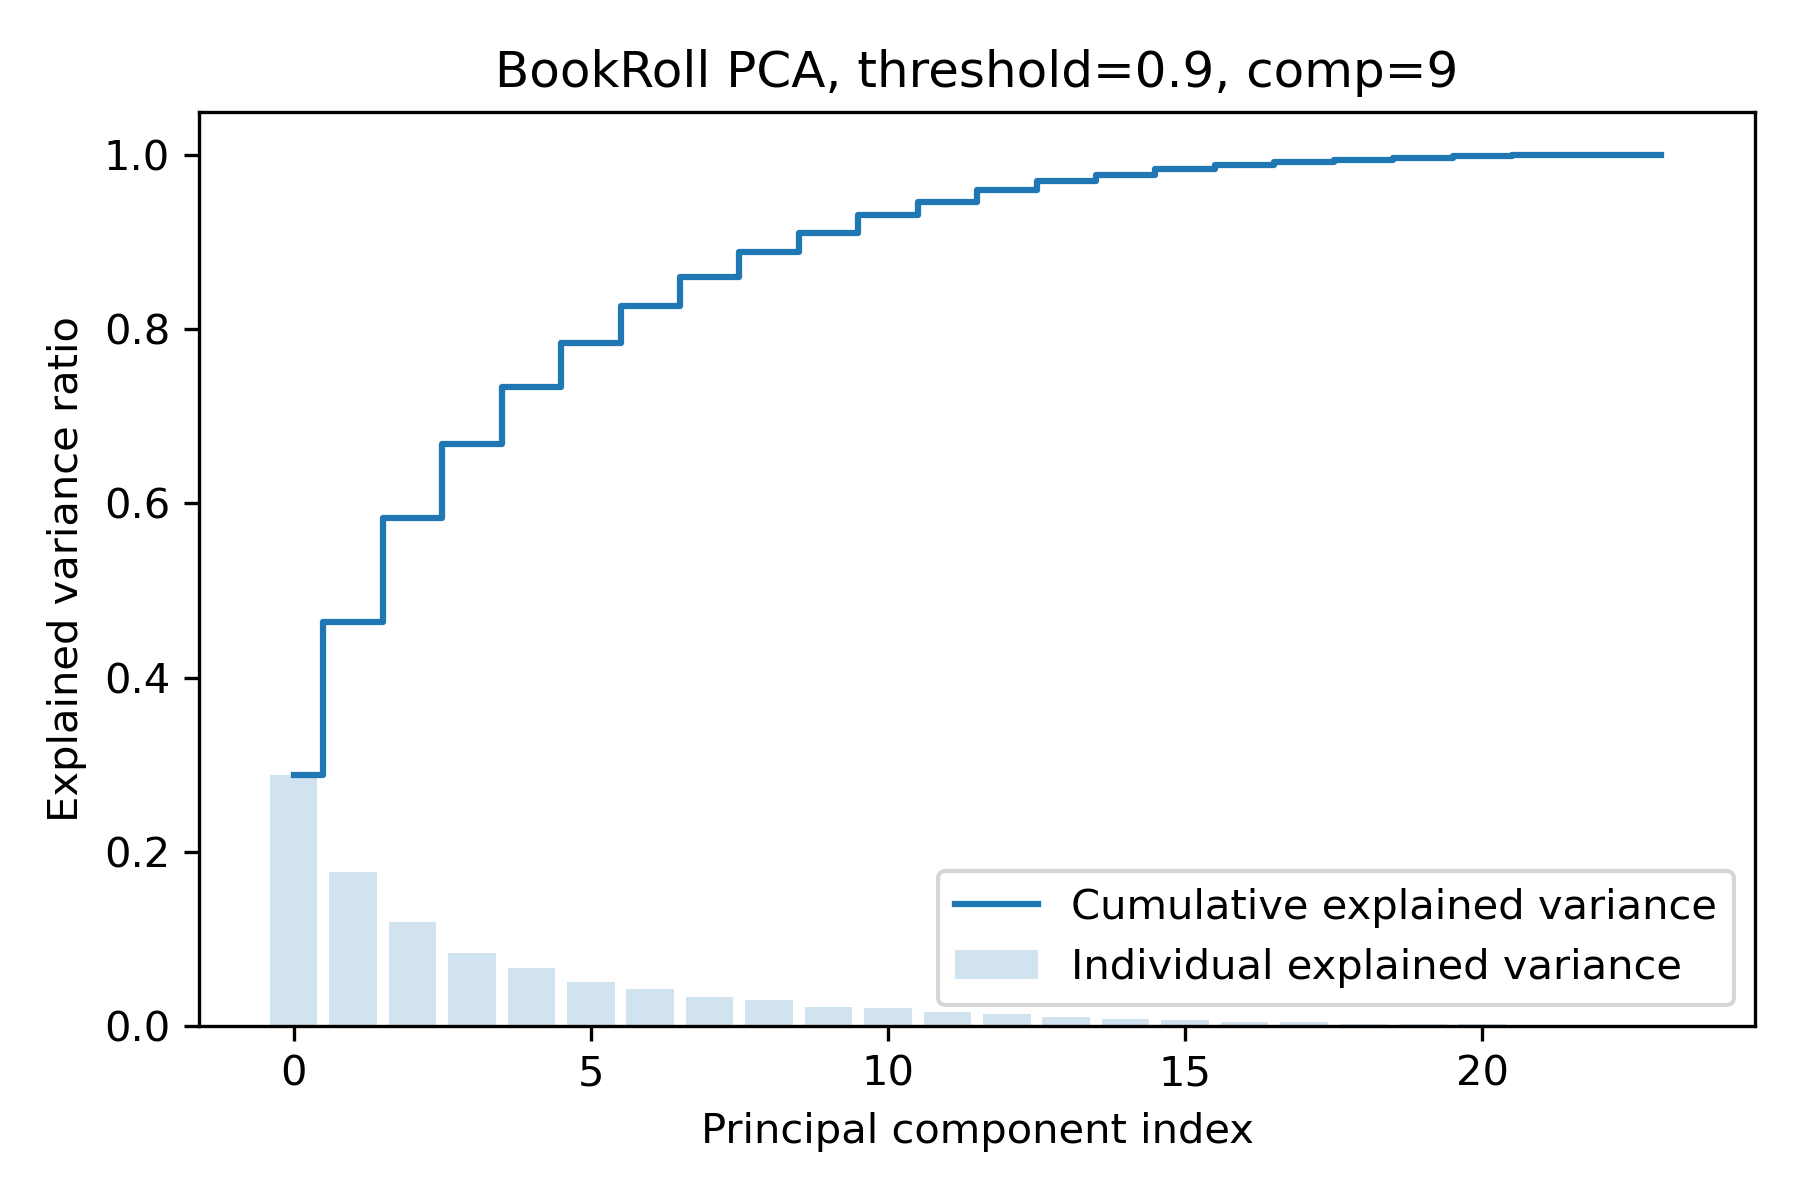 BookRoll PCA, threshold=0.9, comp=9
1.0
0.8
0.6
0.4
0.2
0.0
Explained variance ratio
Cumulative explained variance
Individual explained variance
0 5 10 15 20
Principal component index